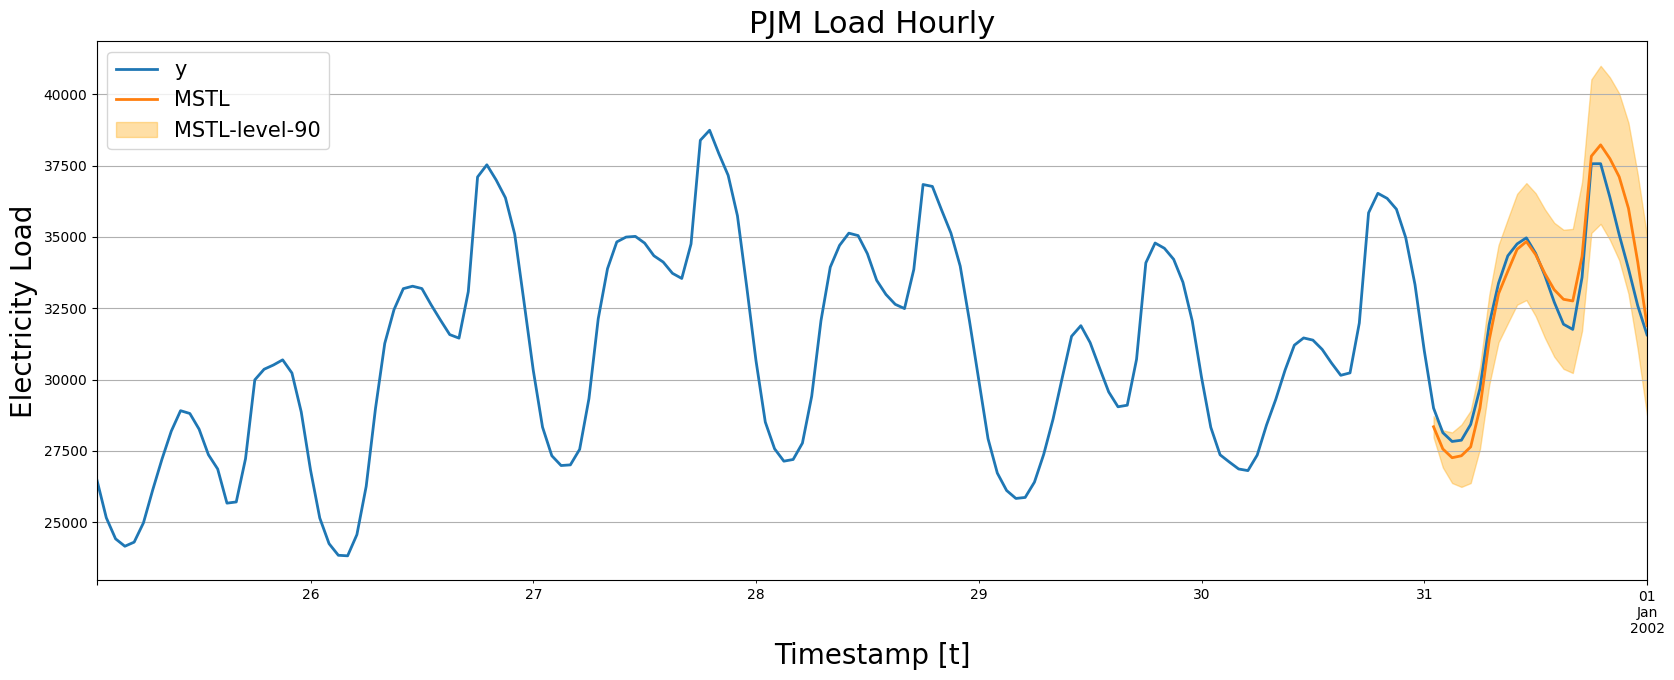 PJM Load Hourly
y
MSTL
MSTL-level-90
Electricity Load
40000
37500
35000
32500
30000
27500
25000
26
27
28
29
30
31
01
Jan
2002
Timestamp [t]